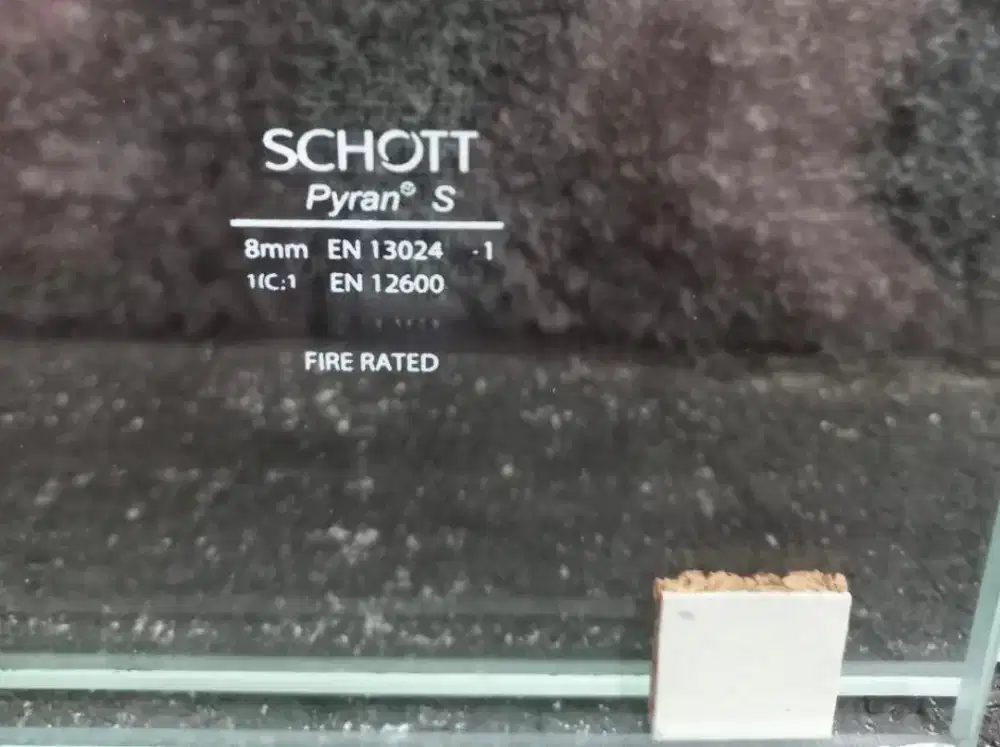 SCHOTT
Pyran® S
8mm EN 13024 -1
1(C:1 EN 12600
FIRE RATED